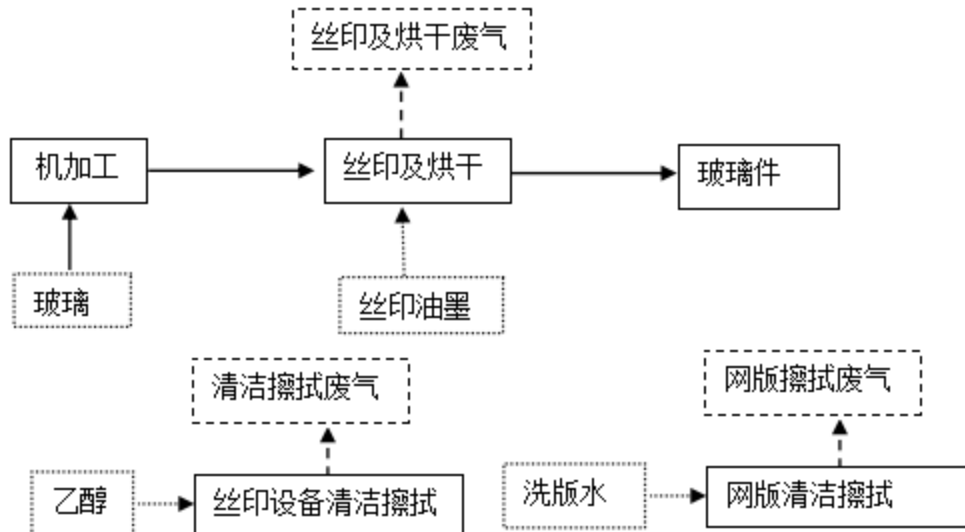 丝印及烘干废气
机加工
丝印及烘干
玻璃件
玻璃
丝印油墨
清洁擦拭废气
网版擦拭废气
乙醇
丝印设备清洁擦拭
洗版水
网版清洁擦拭